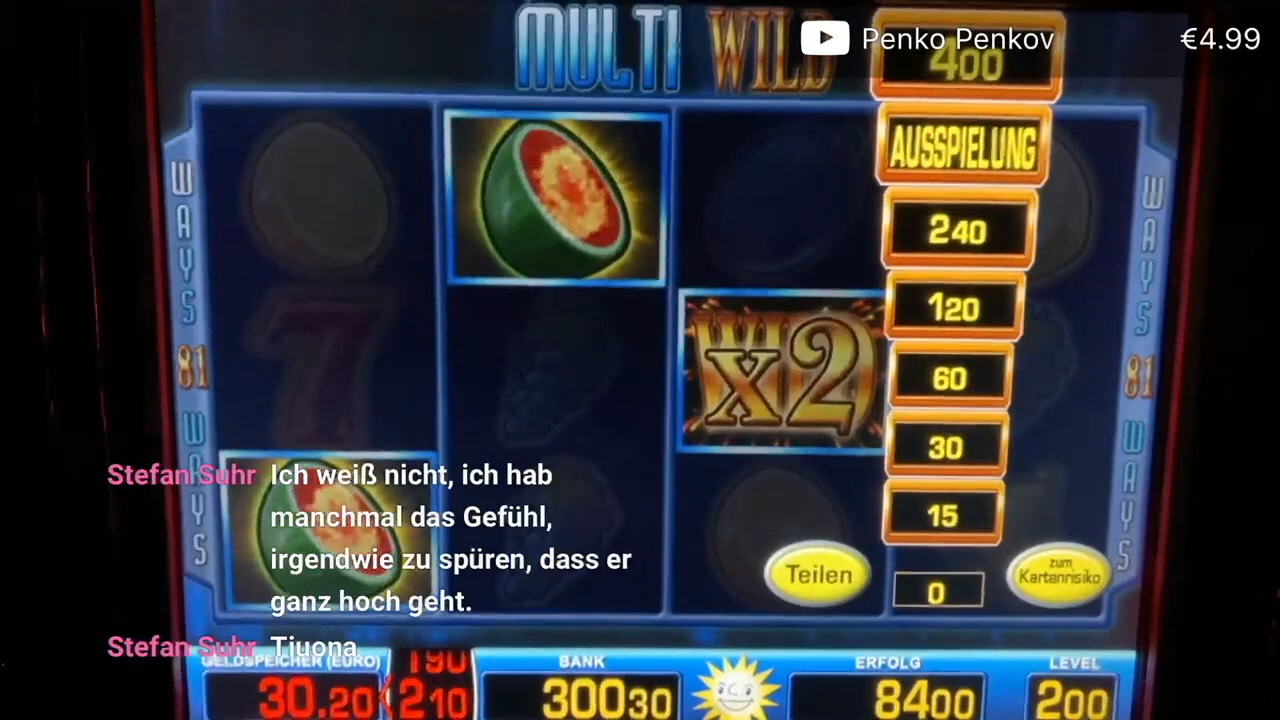 MULTI WILD
Penko Penkov
€4.99
400
AUSSPIELUNG
240
120
60
30
15
0
WAYS 81 WAYS
WAYS 81 WAYS
X2
Teilen
zum
Kartenrisiko
Stefan Suhr Ich weiß nicht, ich hab
manchmal das Gefühl,
irgendwie zu spüren, dass er
ganz hoch geht.
Stefan Suhr Tiuona
GELDSPEICHER (EURO)
30.20
190
210
BANK
30030
ERFOLG
8400
LEVEL
200